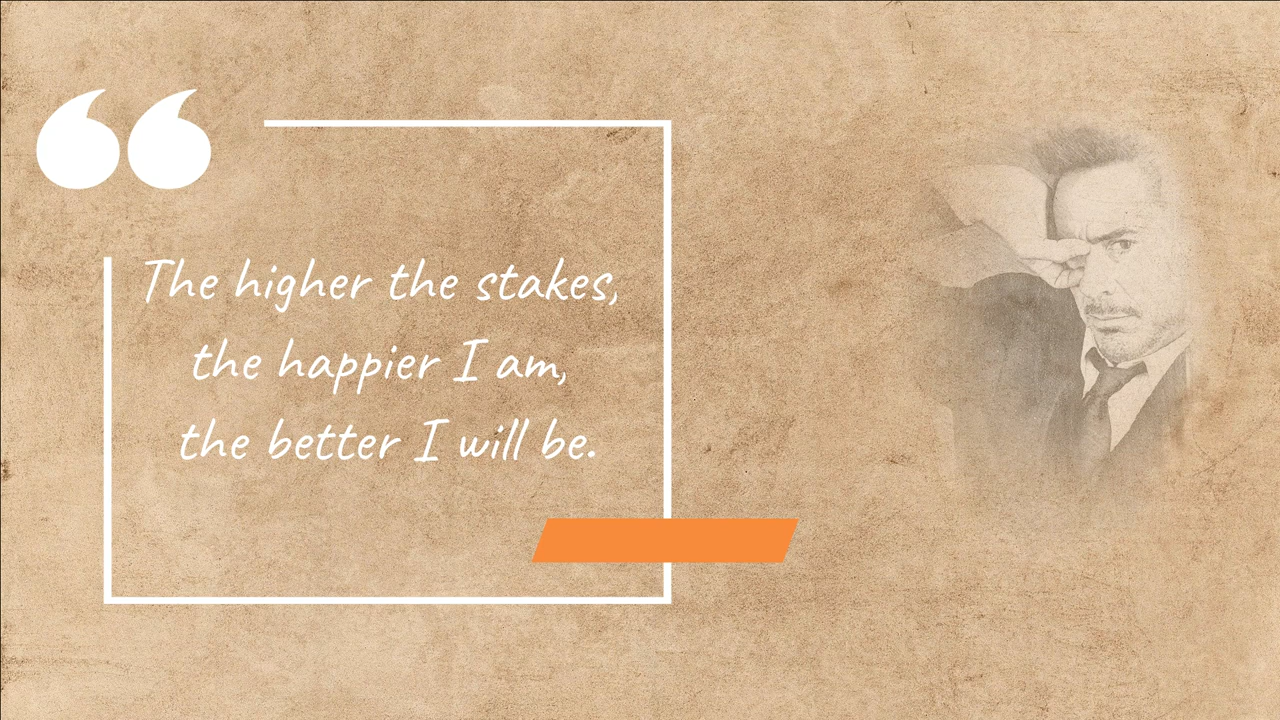 The higher the stakes,
the happier I am,
the better I will be.